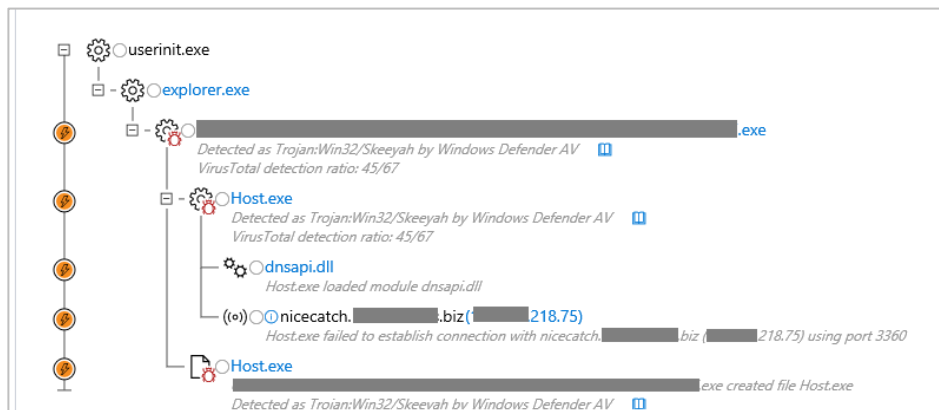 userinit.exe
explorer.exe
.exe
Detected as Trojan:Win32/Skeeyah by Windows Defender AV
VirusTotal detection ratio: 45/67
Host.exe
Detected as Trojan:Win32/Skeeyah by Windows Defender AV
VirusTotal detection ratio: 45/67
dnsapi.dll
Host.exe loaded module dnsapi.dll
nicecatch. .biz( .218.75)
Host.exe failed to establish connection with nicecatch. .biz ( .218.75) using port 3360
Host.exe
.exe created file Host.exe
Detected as Trojan:Win32/Skeeyah by Windows Defender AV